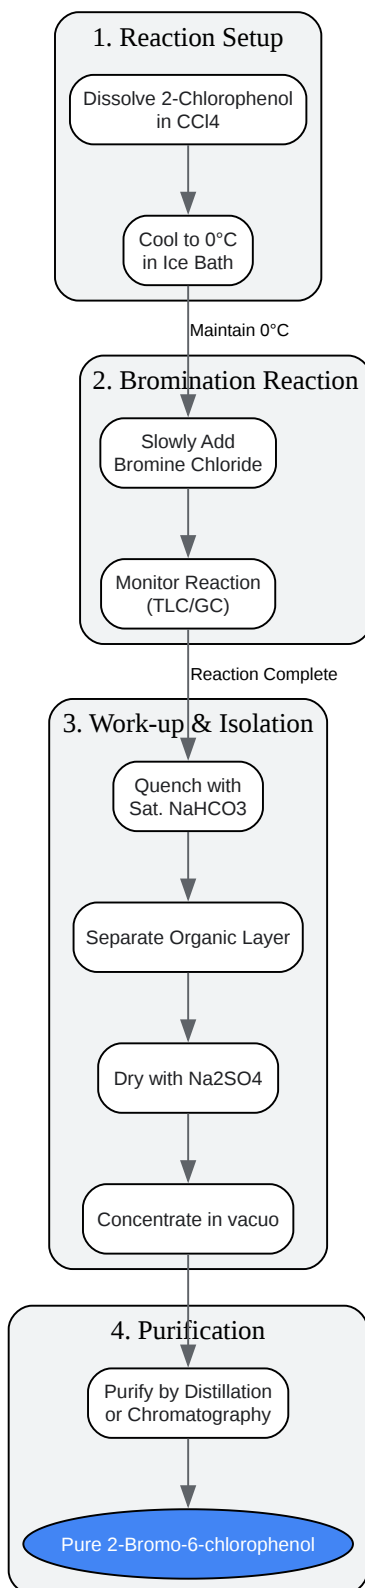 1. Reaction Setup
Dissolve 2-Chlorophenol
in CCl4
Cool to 0°C
in Ice Bath
Maintain 0°C
2. Bromination Reaction
Slowly Add
Bromine Chloride
Monitor Reaction
(TLC/GC)
Reaction Complete
3. Work-up & Isolation
Quench with
Sat. NaHCO3
Separate Organic Layer
Dry with Na2SO4
Concentrate in vacuo
4. Purification
Purify by Distillation
or Chromatography
Pure 2-Bromo-6-chlorophenol